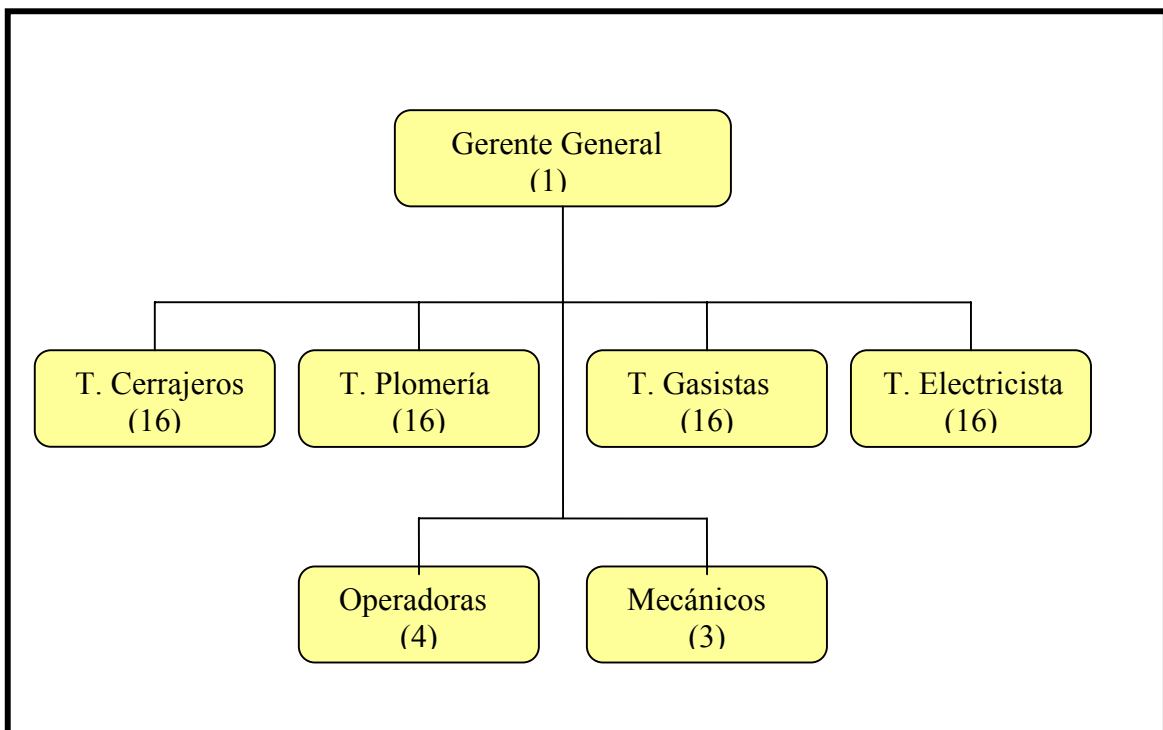 Gerente General
(1)
T. Cerrajeros
(16)
T. Plomería
(16)
T. Gasistas
(16)
T. Electricista
(16)
Operadoras
(4)
Mecánicos
(3)